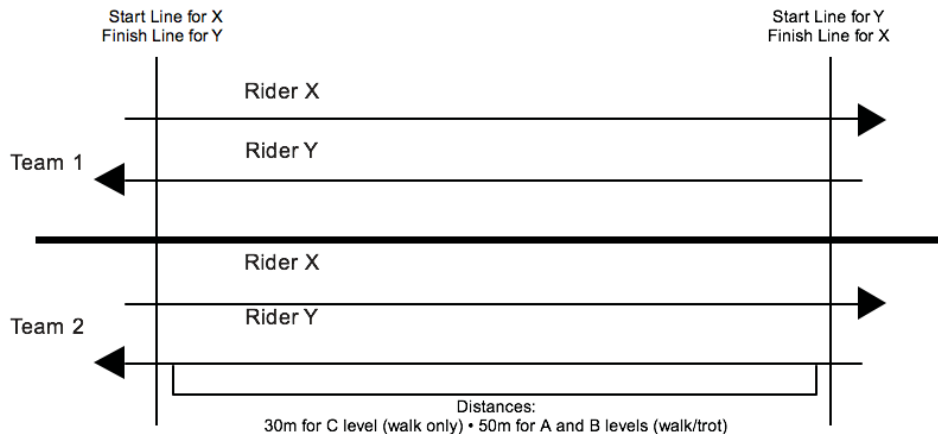 Start Line for X
Finish Line for Y
Start Line for Y
Finish Line for X
Rider X
Team 1
Rider Y
Rider X
Team 2
Rider Y
Distances:
30m for C level (walk only) • 50m for A and B levels (walk/trot)